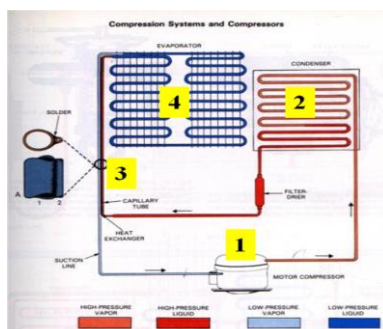 Compression Systems and Compressors
EVAPORATOR
CONDENSER
4
2
SOLDER
3
A
1 2
CAPILLARY
TUBE
FILTER-
DRIER
HEAT
EXCHANGER
1
SUCTION
LINE
MOTOR COMPRESSOR
HIGH-PRESSURE
VAPOR
HIGH-PRESSURE
LIQUID
LOW-PRESSURE
VAPOR
LOW-PRESSURE
LIQUID